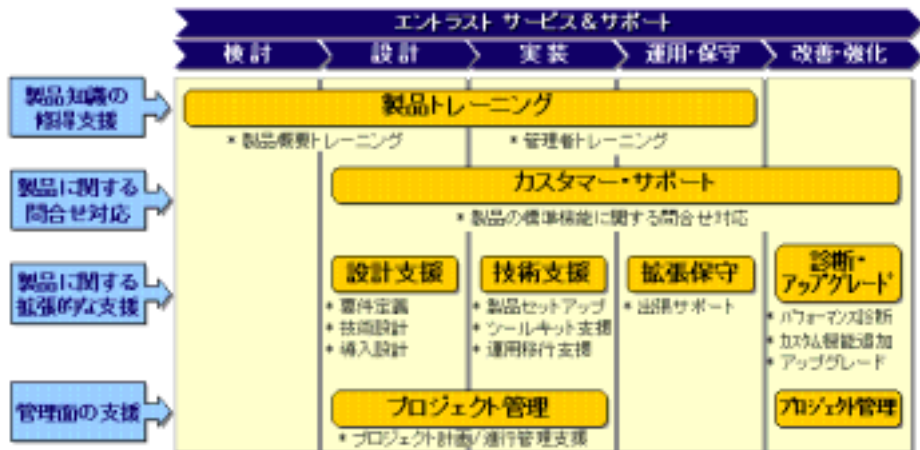 エントラスト サービス&サポート
検討
設計
実装
運用・保守
改善・強化
製品知識の
修得支援
製品トレーニング
* 製品概要トレーニング
* 管理者トレーニング
製品に関する
問合せ対応
カスタマー・サポート
* 製品の標準機能に関する問合せ対応
製品に関する
拡張的な支援
設計支援
* 要件定義
* 技術設計
* 導入設計
技術支援
* 製品セットアップ
* ツールキット支援
* 運用移行支援
拡張保守
* 出張サポート
診断・
アップグレード
* パフォーマンス診断
* カスタム機能追加
* アップグレード
管理面の支援
プロジェクト管理
* プロジェクト計画/進行管理支援
プロジェクト管理